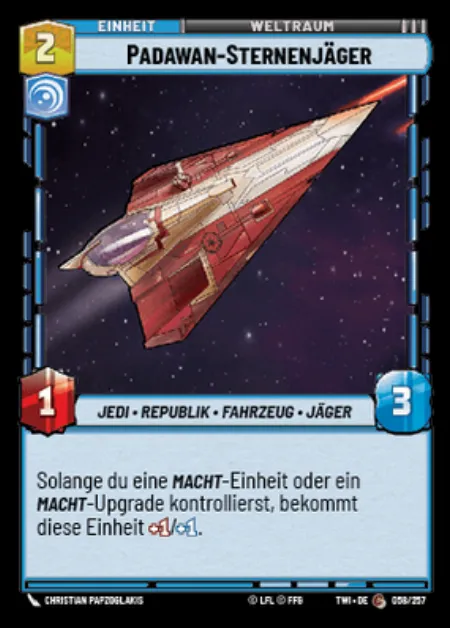 EINHEIT WELTRAUM
2 PADAWAN-STERNENJÄGER
1 JEDI • REPUBLIK • FAHRZEUG • JÄGER 3
Solange du eine MACHT-Einheit oder ein
MACHT-Upgrade kontrollierst, bekommt
diese Einheit +1/+1.
CHRISTIAN PAPZOGLAKIS © LFL © FFG TWI • DE C 058/257